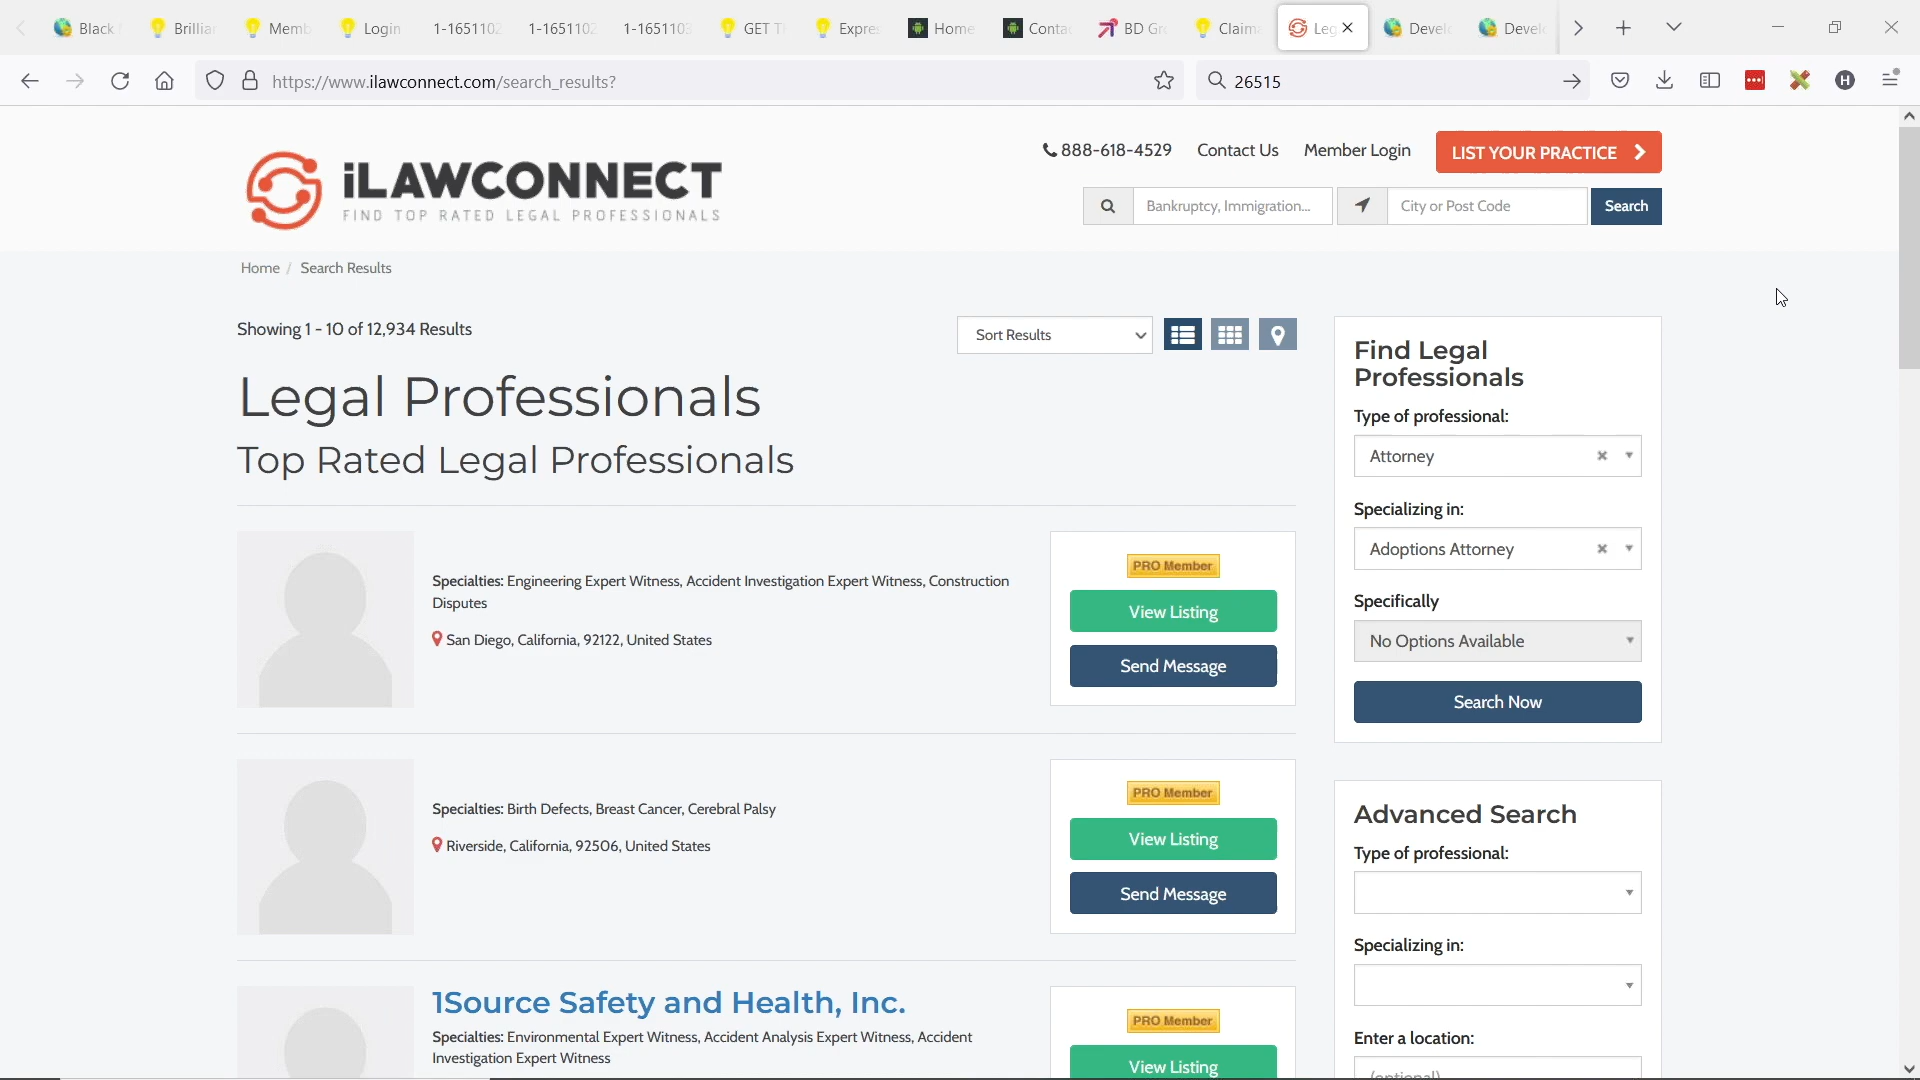 Black
Brillia
Memb
Login
1-1651102
1-1651102
1-1651103
GET T
Expre
Home
Conta
BD Gr
Claim
Leg
Devel
Devel
https://www.ilawconnect.com/search_results?
26515
H
iLAWCONNECT
FIND TOP RATED LEGAL PROFESSIONALS
888-618-4529 Contact Us Member Login LIST YOUR PRACTICE
Bankruptcy, Immigration... City or Post Code Search
Home / Search Results
Showing 1 - 10 of 12,934 Results
Sort Results
Legal Professionals
Top Rated Legal Professionals
Specialties: Engineering Expert Witness, Accident Investigation Expert Witness, Construction
Disputes
San Diego, California, 92122, United States
PRO Member
View Listing
Send Message
Specialties: Birth Defects, Breast Cancer, Cerebral Palsy
Riverside, California, 92506, United States
PRO Member
View Listing
Send Message
1Source Safety and Health, Inc.
Specialties: Environmental Expert Witness, Accident Analysis Expert Witness, Accident
Investigation Expert Witness
PRO Member
View Listing
Find Legal
Professionals
Type of professional:
Attorney
Specializing in:
Adoptions Attorney
Specifically
No Options Available
Search Now
Advanced Search
Type of professional:
Specializing in:
Enter a location:
(optional)